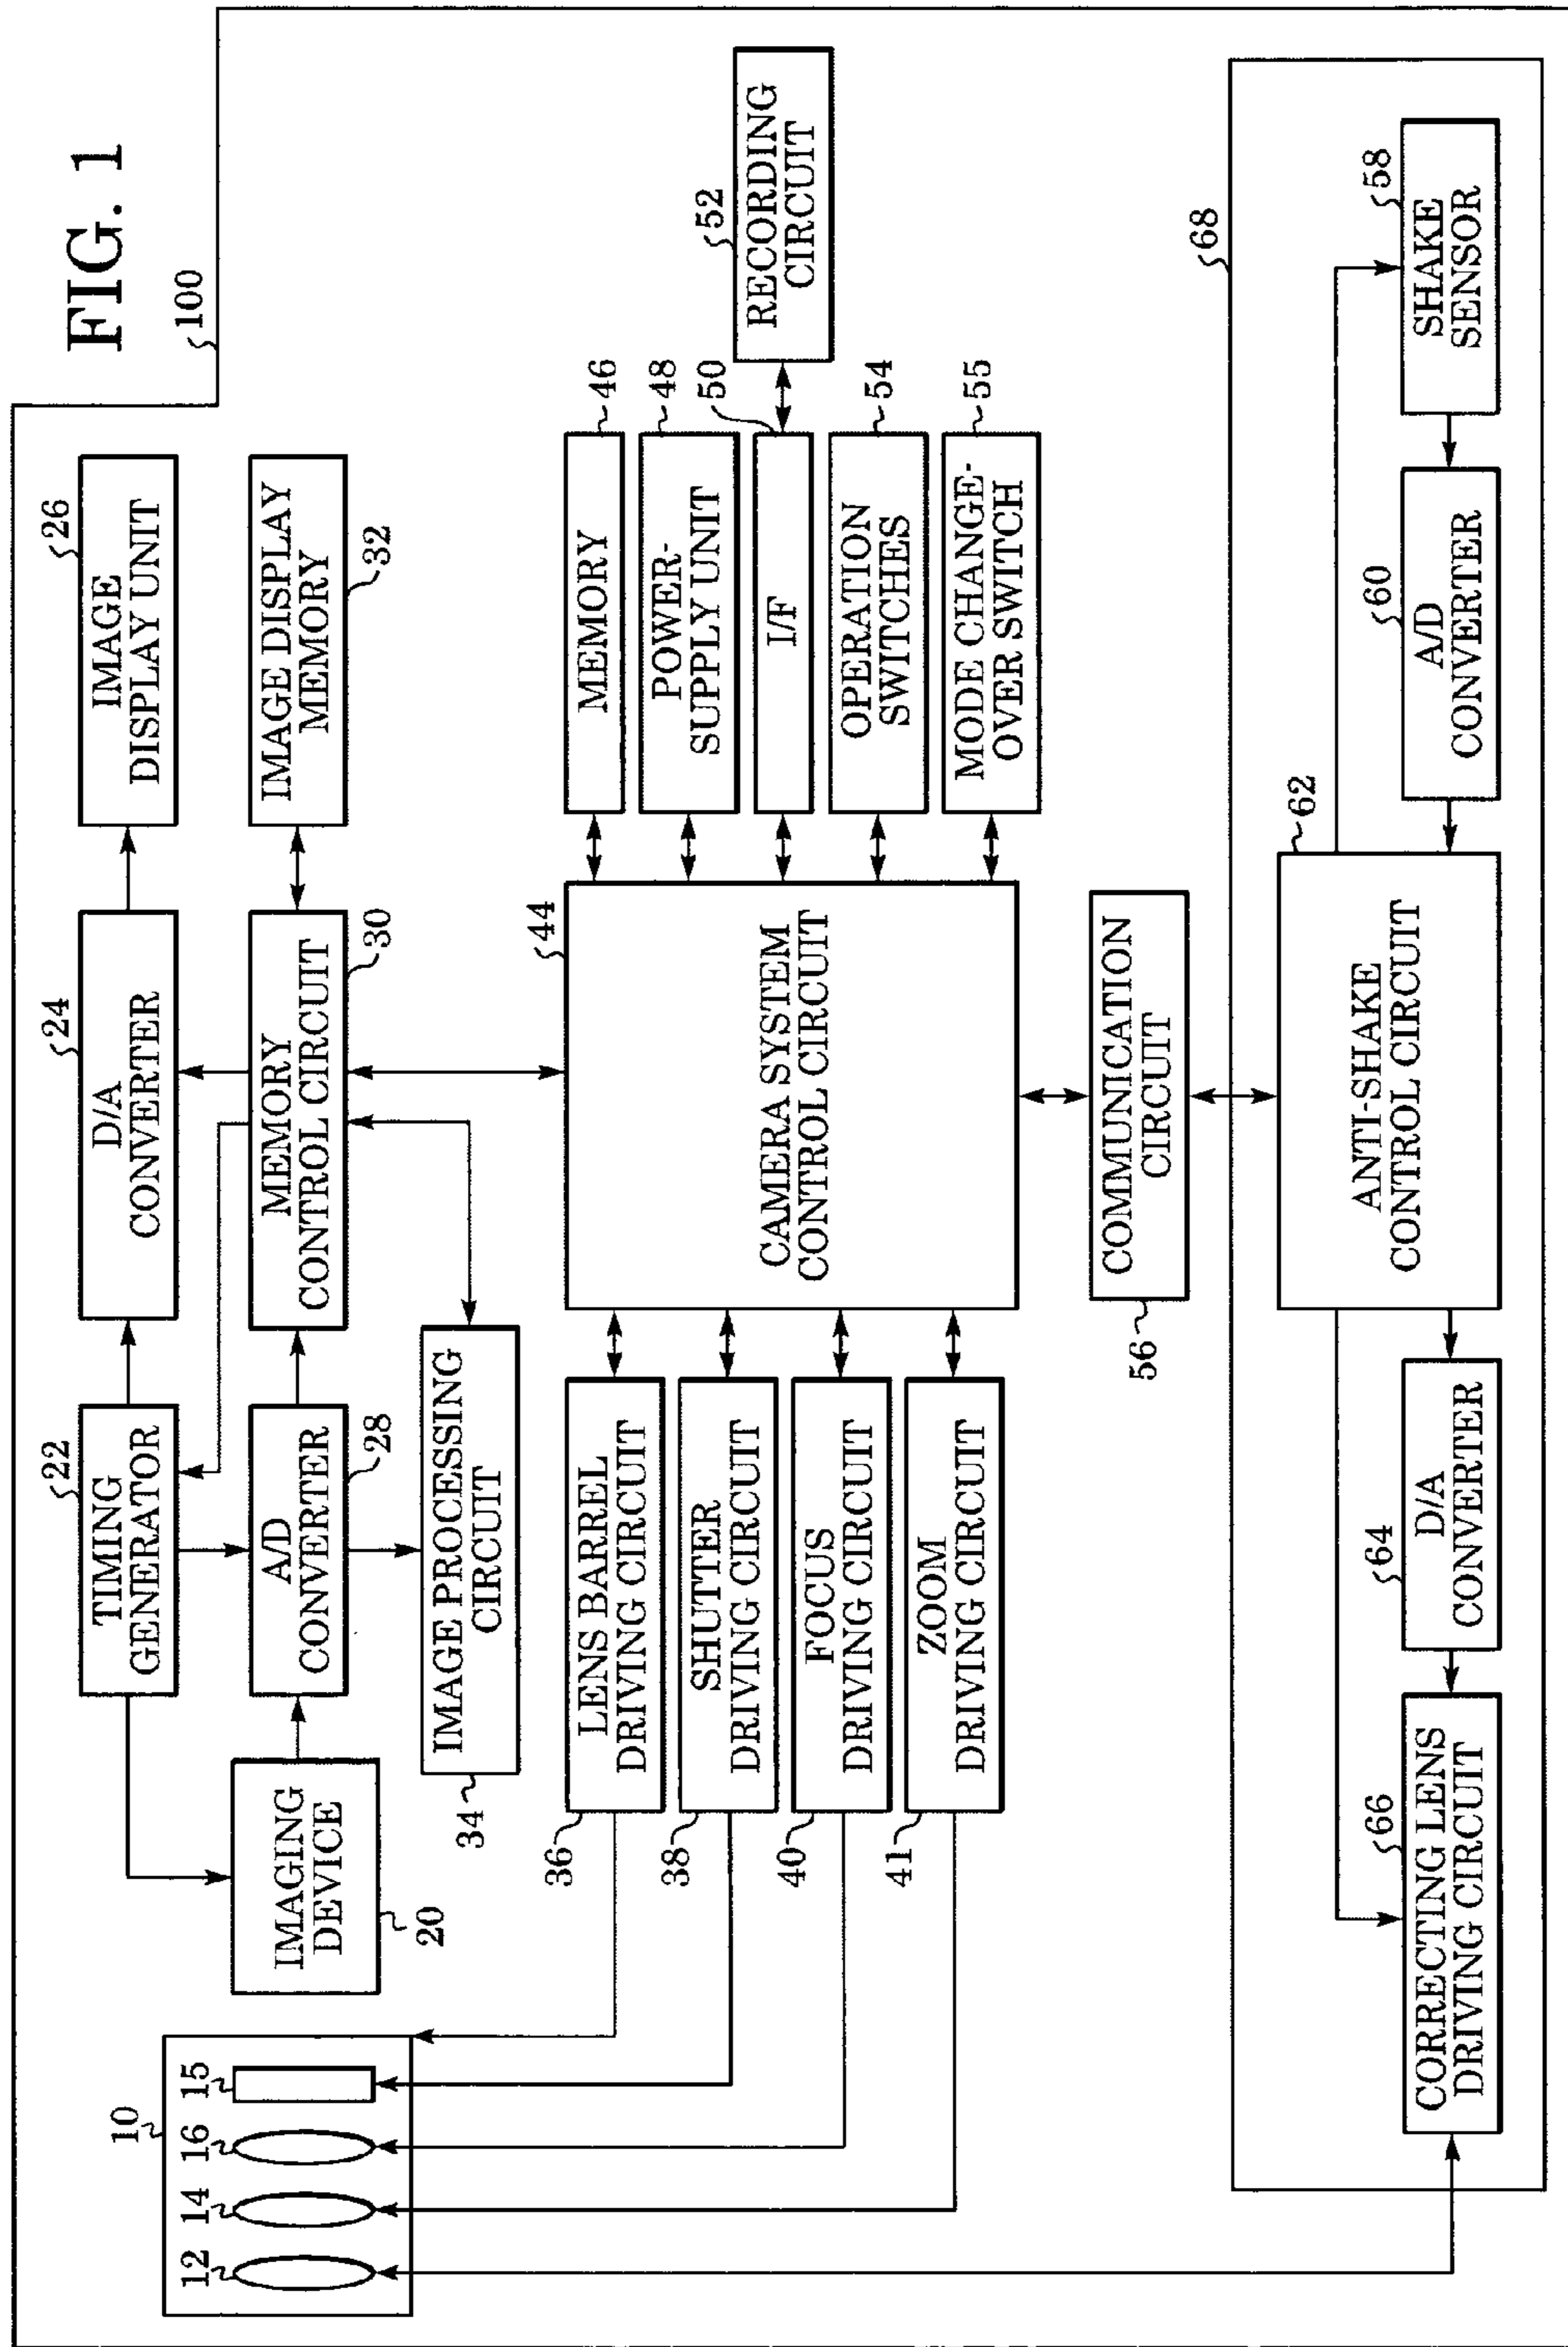 FIG. 1
100
22
TIMING
GENERATOR
24
D/A
CONVERTER
26
IMAGE
DISPLAY UNIT
10
12
14
16
15
IMAGING
DEVICE
20
A/D
CONVERTER
28
MEMORY
CONTROL CIRCUIT
30
IMAGE DISPLAY
MEMORY
32
IMAGE PROCESSING
CIRCUIT
34
36
LENS BARREL
DRIVING CIRCUIT
38
SHUTTER
DRIVING CIRCUIT
40
FOCUS
DRIVING CIRCUIT
41
ZOOM
DRIVING CIRCUIT
44
CAMERA SYSTEM
CONTROL CIRCUIT
MEMORY
46
POWER-
SUPPLY UNIT
48
I/F
50
52
RECORDING
CIRCUIT
OPERATION
SWITCHES
54
MODE CHANGE-
OVER SWITCH
55
COMMUNICATION
CIRCUIT
56
68
66
CORRECTING LENS
DRIVING CIRCUIT
64
D/A
CONVERTER
62
ANTI-SHAKE
CONTROL CIRCUIT
60
A/D
CONVERTER
58
SHAKE
SENSOR